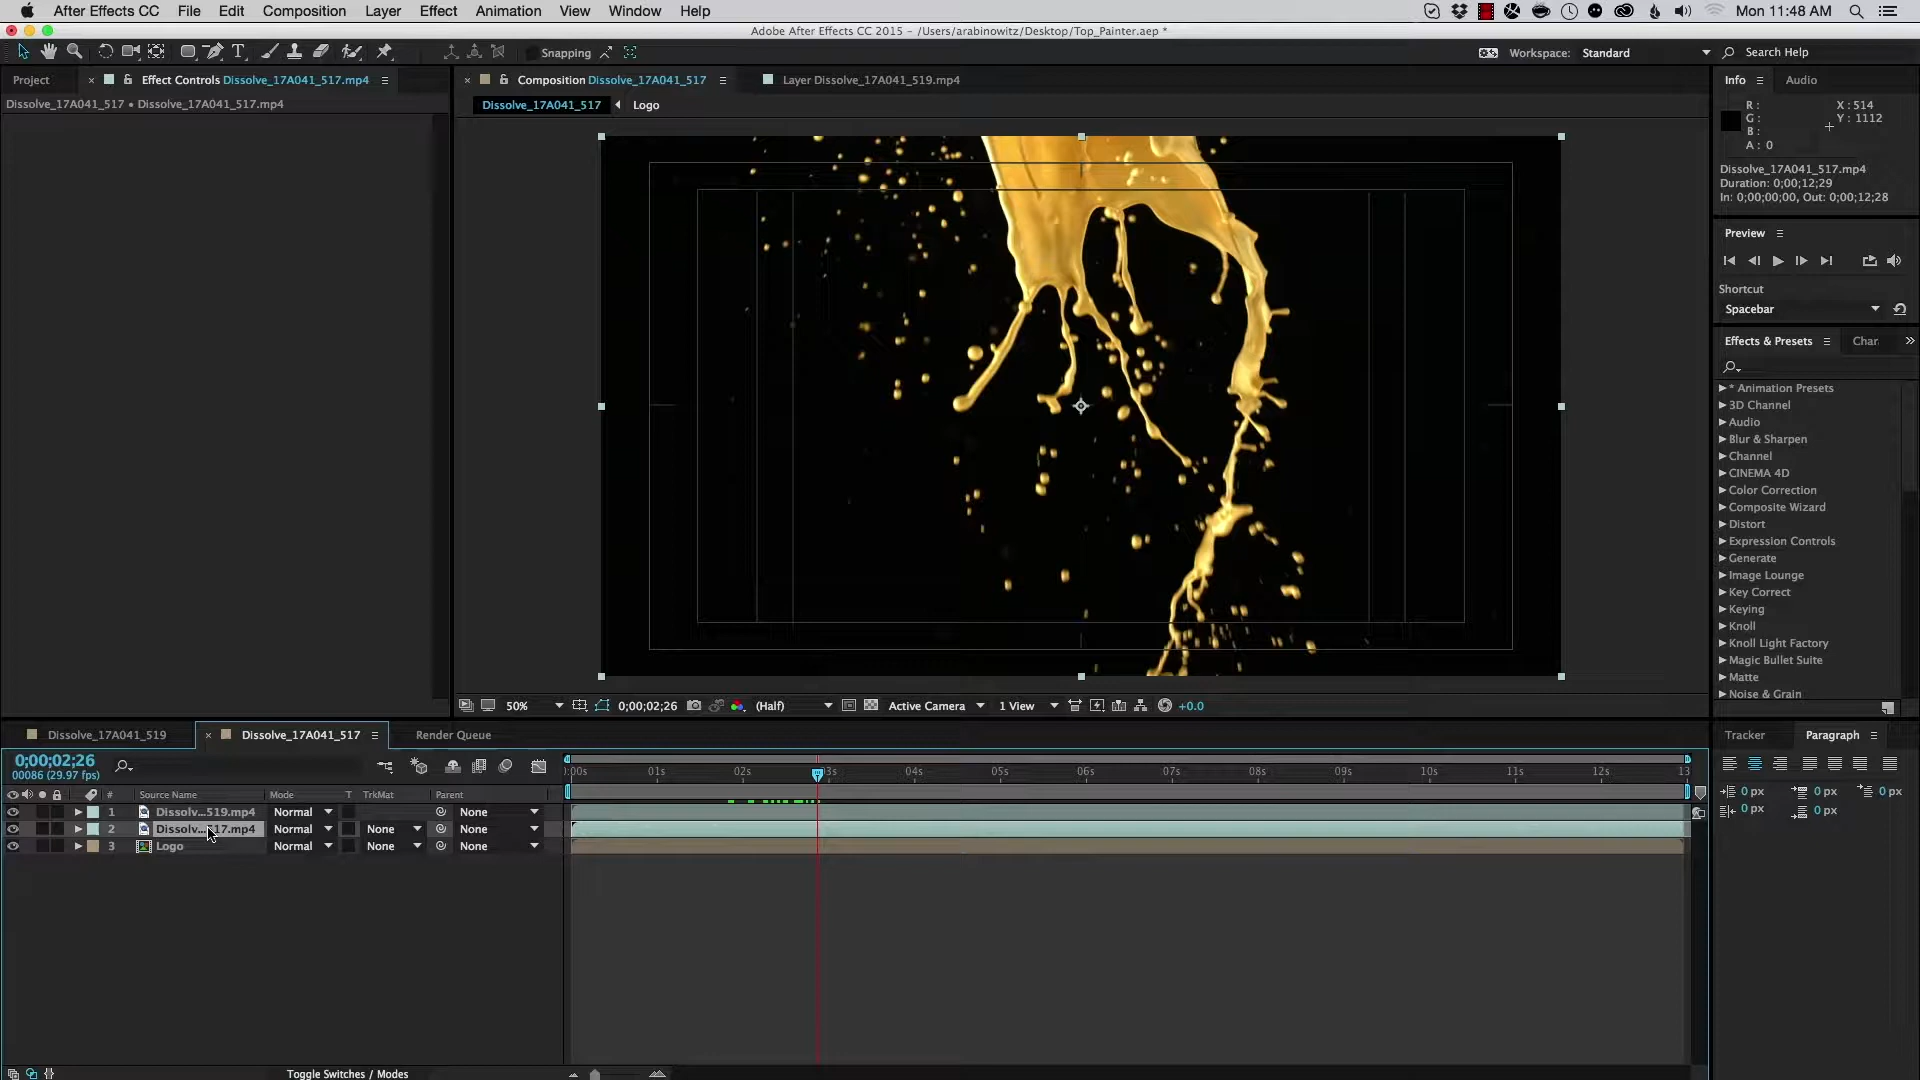 After Effects CC File Edit Composition Layer Effect Animation View Window Help Mon 11:48 AM
Adobe After Effects CC 2015 - /Users/arabinowitz/Desktop/Top_Painter.aep *
Snapping Workspace: Standard Search Help
Project Effect Controls Dissolve_17A041_517.mp4 Composition Dissolve_17A041_517 Layer Dissolve_17A041_519.mp4 Info Audio
Dissolve_17A041_517 • Dissolve_17A041_517.mp4
Dissolve_17A041_517 Logo
R : X : 514
G : Y : 1112
B :
A : 0
Dissolve_17A041_517.mp4
Duration: 0;00;12;29
In: 0;00;00;00, Out: 0;00;12;28
Preview
Shortcut
Spacebar
Effects & Presets Char
* Animation Presets
3D Channel
Audio
Blur & Sharpen
Channel
CINEMA 4D
Color Correction
Composite Wizard
Distort
Expression Controls
Generate
Image Lounge
Key Correct
Keying
Knoll
Knoll Light Factory
Magic Bullet Suite
Matte
Noise & Grain
50% 0;00;02;26 (Half) Active Camera 1 View +0.0
Dissolve_17A041_519 Dissolve_17A041_517 Render Queue Tracker Paragraph
0;00;02;26
00086 (29.97 fps)
:00s 01s 02s 03s 04s 05s 06s 07s 08s 09s 10s 11s 12s 13
# Source Name Mode T TrkMat Parent
1 Dissolv...519.mp4 Normal None
2 Dissolv...17.mp4 Normal None None
3 Logo Normal None None
0 px 0 px 0 px
0 px 0 px
Toggle Switches / Modes